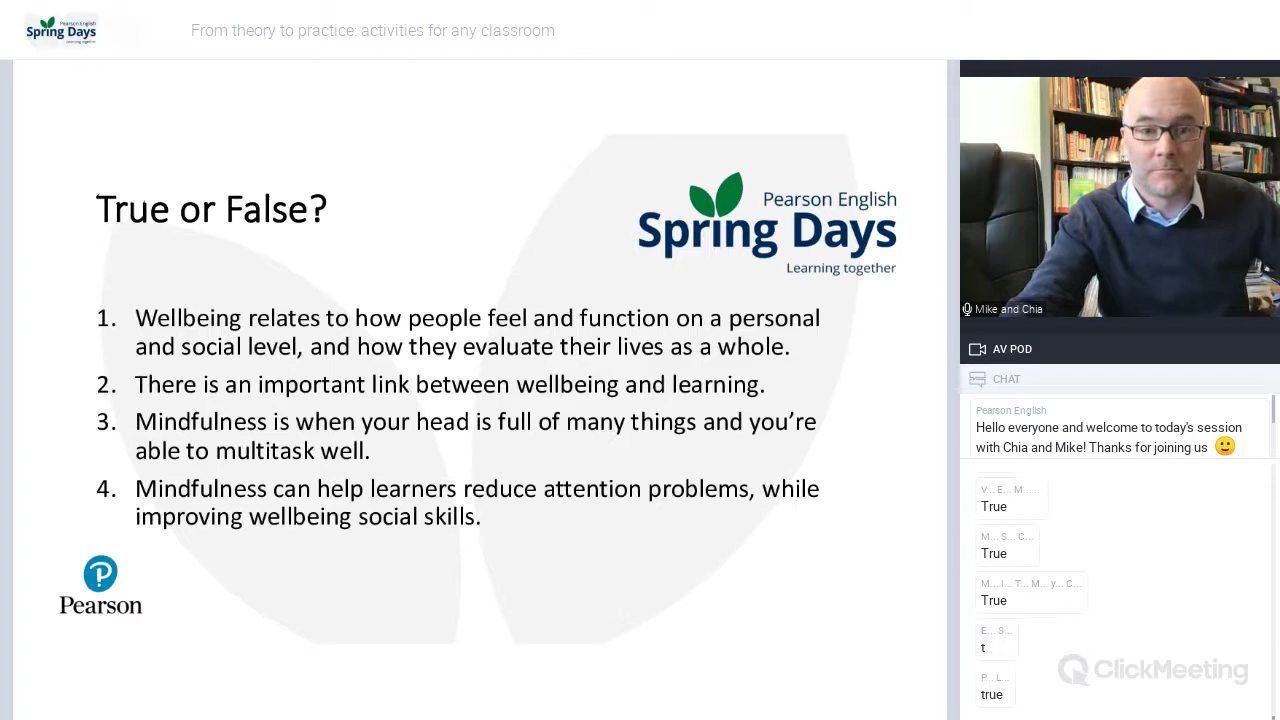 Pearson English
Spring Days
Learning together
From theory to practice: activities for any classroom
True or False?
Pearson English
Spring Days
Learning together
1. Wellbeing relates to how people feel and function on a personal
and social level, and how they evaluate their lives as a whole.
2. There is an important link between wellbeing and learning.
3. Mindfulness is when your head is full of many things and you’re
able to multitask well.
4. Mindfulness can help learners reduce attention problems, while
improving wellbeing social skills.
P
Pearson
Mike and Chia
AV POD
CHAT
Pearson English
Hello everyone and welcome to today's session
with Chia and Mike! Thanks for joining us
V... E... M......
True
M... S... C...
True
M... I... T... M... y... C...
True
E... S...
t
P... L...
true
ClickMeeting